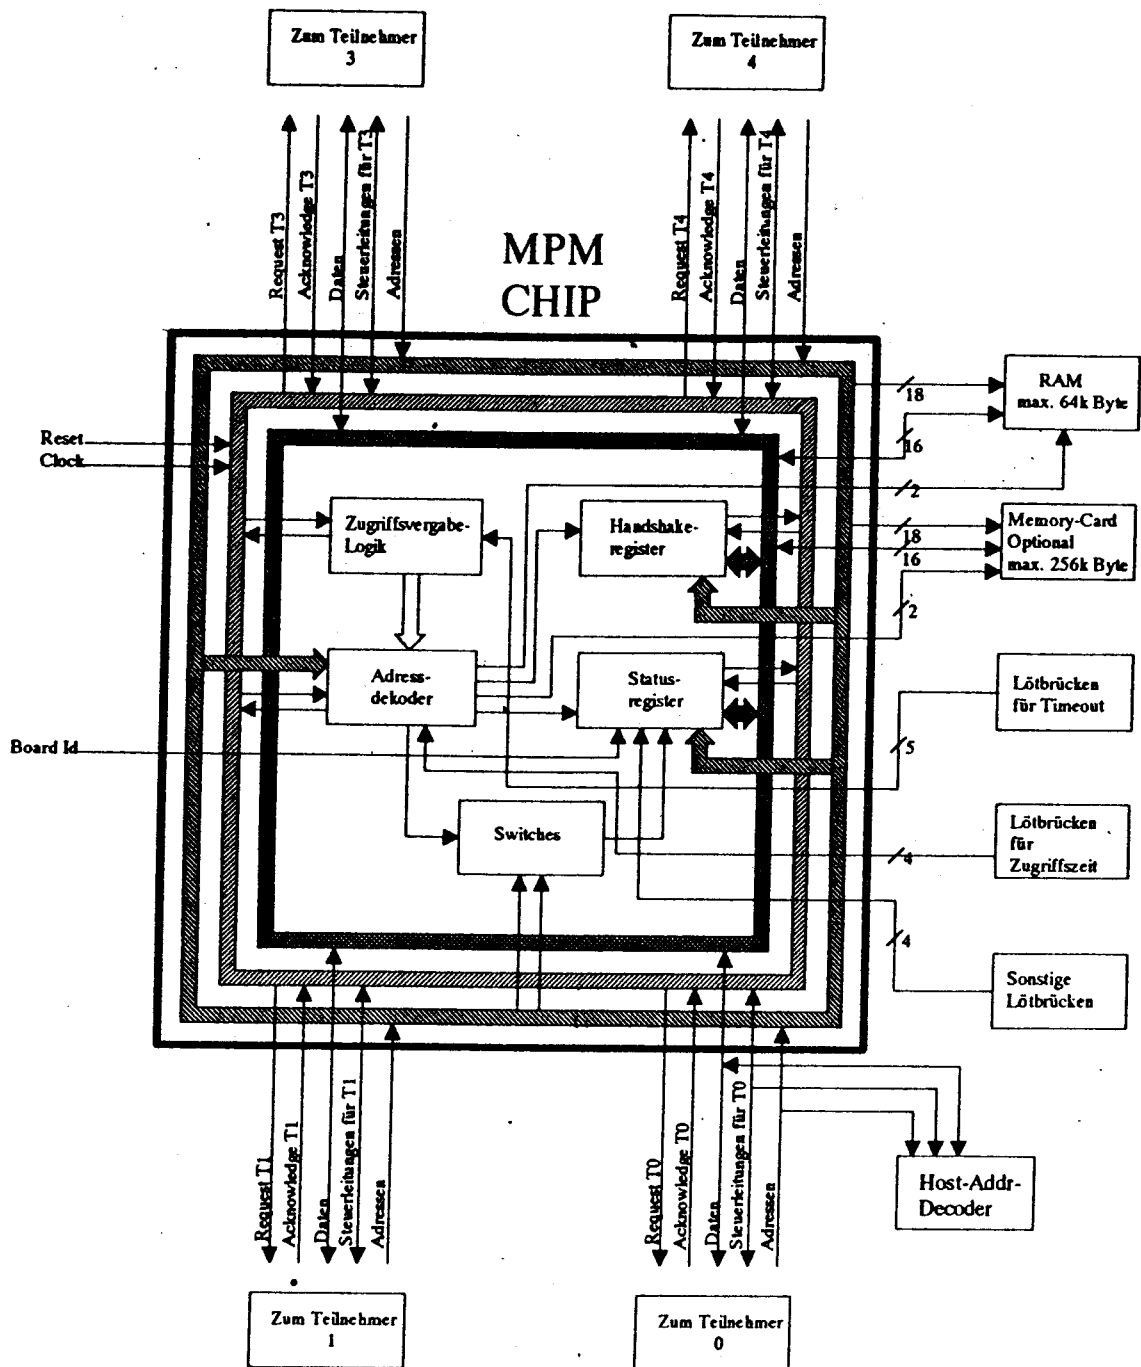 Zum Teilnehmer
3
Zum Teilnehmer
4
Request T3
Acknowledge T3
Daten
Steuerleitungen für T3
Adressen
Request T4
Acknowledge T4
Daten
Steuerleitungen für T4
Adressen
MPM
CHIP
RAM
max. 64k Byte
18
16
2
Reset
Clock
Zugriffsvergabe-
Logik
Handshake-
register
Memory-Card
Optional
max. 256k Byte
18
16
2
Adress-
dekoder
Status-
register
Lötbrücken
für Timeout
5
Board Id
Switches
Lötbrücken
für
Zugriffszeit
4
4
Sonstige
Lötbrücken
Request T1
Acknowledge T1
Daten
Steuerleitungen für T1
Adressen
Request T0
Acknowledge T0
Daten
Steuerleitungen für T0
Adressen
Host-Addr-
Decoder
Zum Teilnehmer
1
Zum Teilnehmer
0